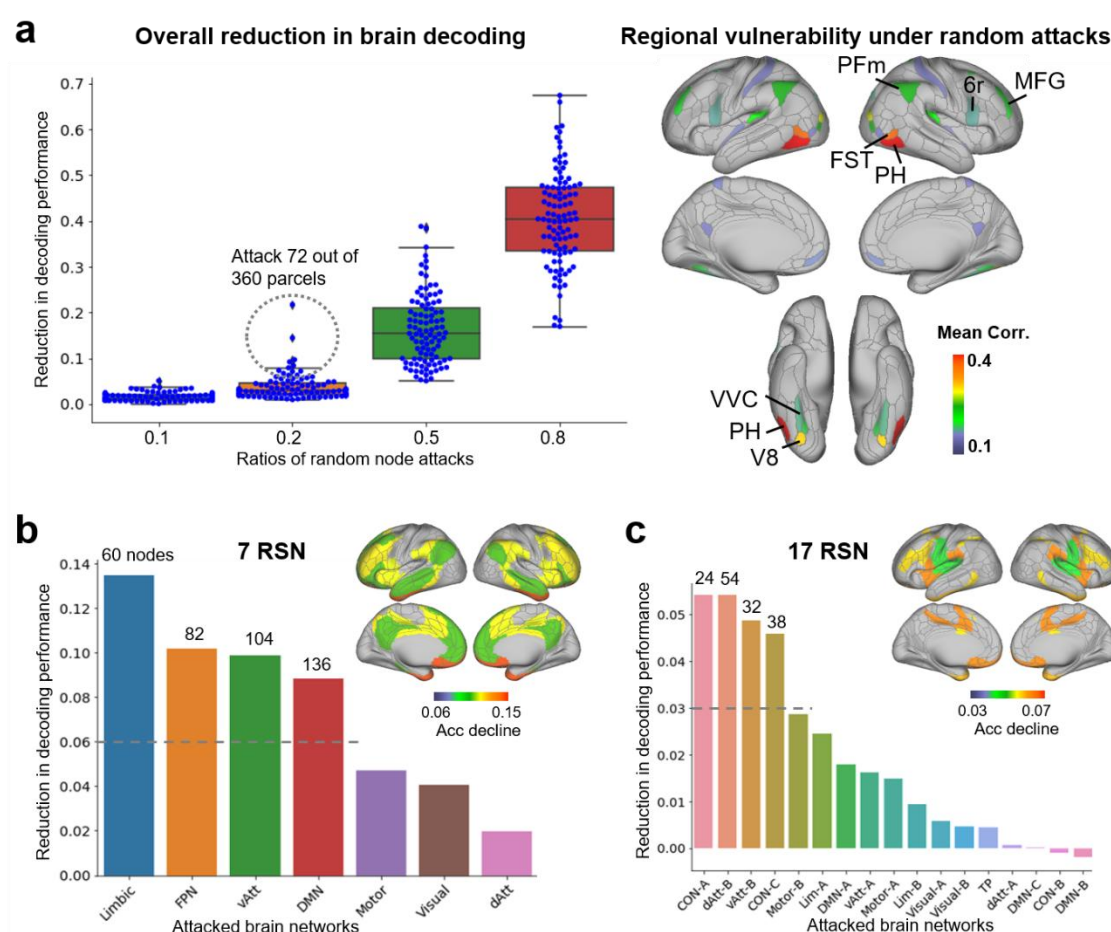 a
Overall reduction in brain decoding
Reduction in decoding performance
0.7
0.6
0.5
0.4
0.3
0.2
0.1
0.0
Attack 72 out of
360 parcels
0.1
0.2
0.5
0.8
Ratios of random node attacks
Regional vulnerability under random attacks
PFm
6r
MFG
FST
PH
VVC
PH
V8
Mean Corr.
0.4
0.1
b
7 RSN
Reduction in decoding performance
0.14
0.12
0.10
0.08
0.06
0.04
0.02
0.00
60 nodes
82
104
136
0.06
0.15
Acc decline
Limbic
FPN
vAtt
DMN
Motor
Visual
dAtt
Attacked brain networks
c
17 RSN
Reduction in decoding performance
0.05
0.04
0.03
0.02
0.01
0.00
24
54
32
38
0.03
0.07
Acc decline
CON-A
dAtt-B
vAtt-B
CON-C
Motor-B
Lim-A
DMN-A
vAtt-A
Motor-A
Lim-B
Visual-A
Visual-B
TP
dAtt-A
DMN-C
CON-B
DMN-B
Attacked brain networks